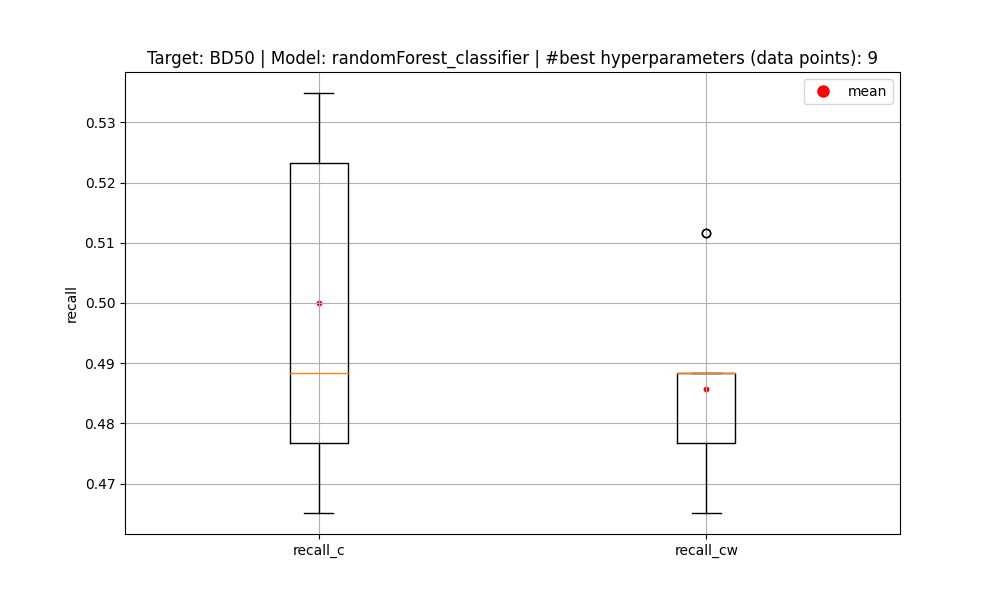 Target: BD50 | Model: randomForest_classifier | #best hyperparameters (data points): 9
mean
0.53
0.52
0.51
0.50
0.49
0.48
0.47
recall
recall_c
recall_cw